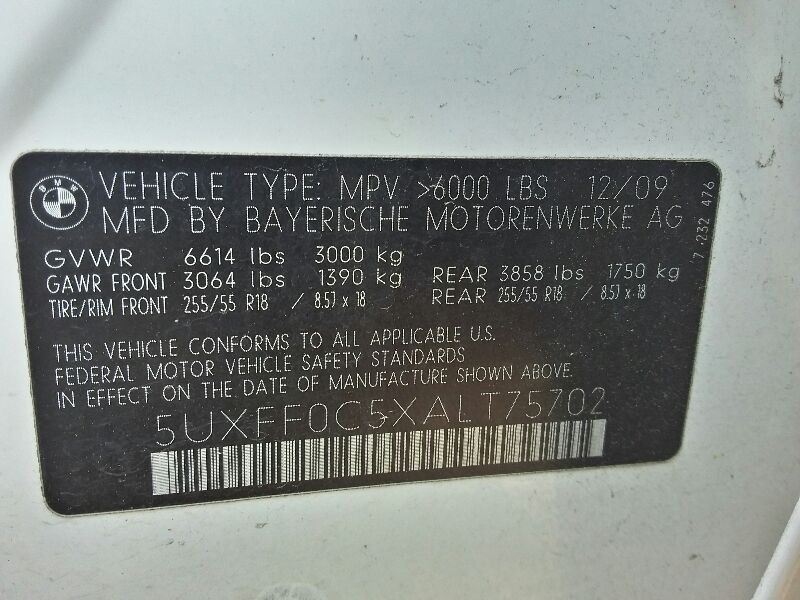 BMW
VEHICLE TYPE: MPV >6000 LBS 12/09
MFD BY BAYERISCHE MOTORENWERKE AG
GVWR 6614 lbs 3000 kg
GAWR FRONT 3064 lbs 1390 kg REAR 3858 lbs 1750 kg
TIRE/RIM FRONT 255/55 R18 / 8.5J x 18 REAR 255/55 R18 / 8.5J x 18
THIS VEHICLE CONFORMS TO ALL APPLICABLE U.S.
FEDERAL MOTOR VEHICLE SAFETY STANDARDS
IN EFFECT ON THE DATE OF MANUFACTURE SHOWN ABOVE.
5UXFF0C5XALT75702
7 232 476